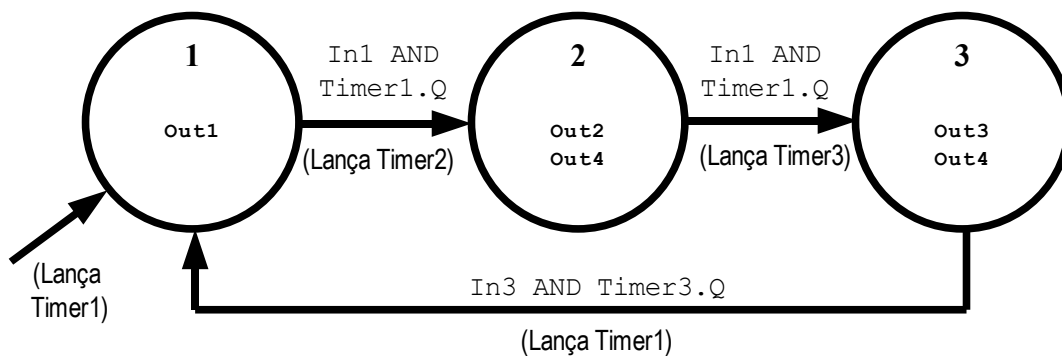 1
Out1
In1 AND
Timer1.Q
(Lança Timer2)
2
Out2
Out4
In1 AND
Timer1.Q
(Lança Timer3)
3
Out3
Out4
(Lança
Timer1)
In3 AND Timer3.Q
(Lança Timer1)